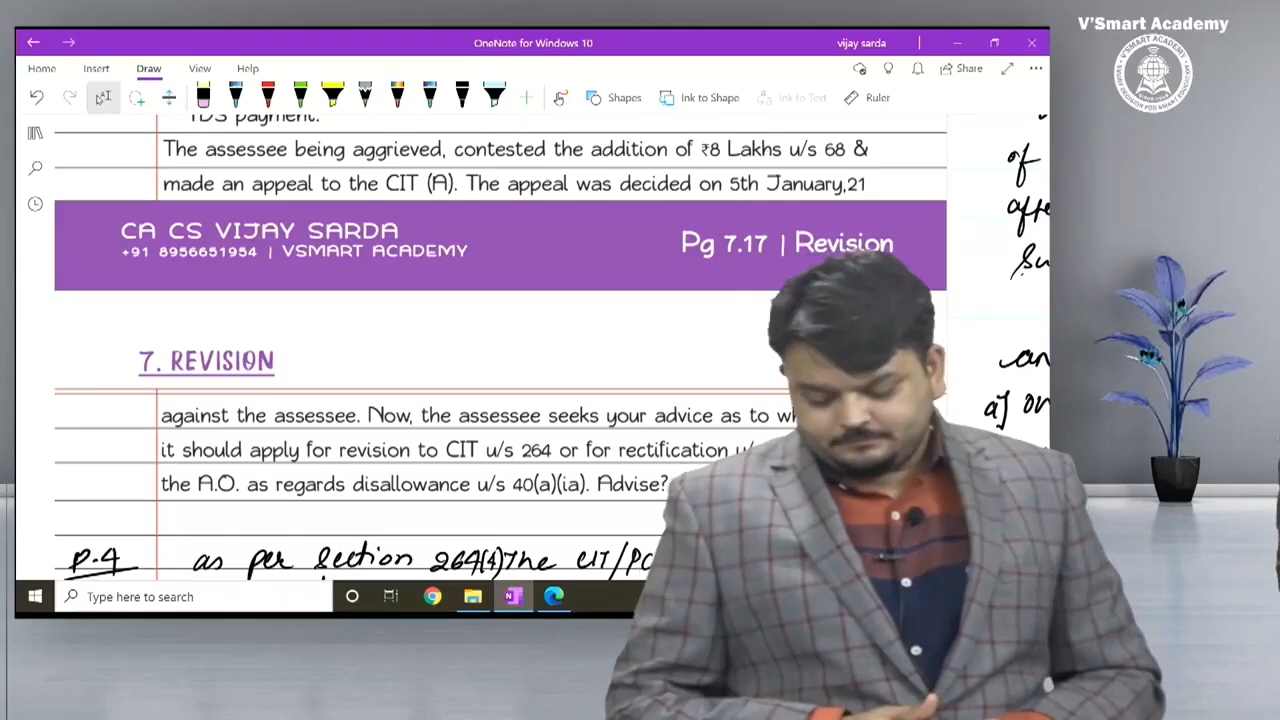 V'Smart Academy
OneNote for Windows 10
vijay sarda
Home Insert Draw View Help
Share
Shapes Ink to Shape Ink to Text Ruler
TDS payment.
The assessee being aggrieved, contested the addition of ₹8 Lakhs u/s 68 &
made an appeal to the CIT (A). The appeal was decided on 5th January,21
of
CA CS VIJAY SARDA
+91 8956651954 | VSMART ACADEMY
Pg 7.17 | Revision
7. REVISION
against the assessee. Now, the assessee seeks your advice as to
it should apply for revision to CIT u/s 264 or for rectification
the A.O. as regards disallowance u/s 40(a)(ia). Advise?
P.4 as per Section 264(4) The CIT/PC
Type here to search